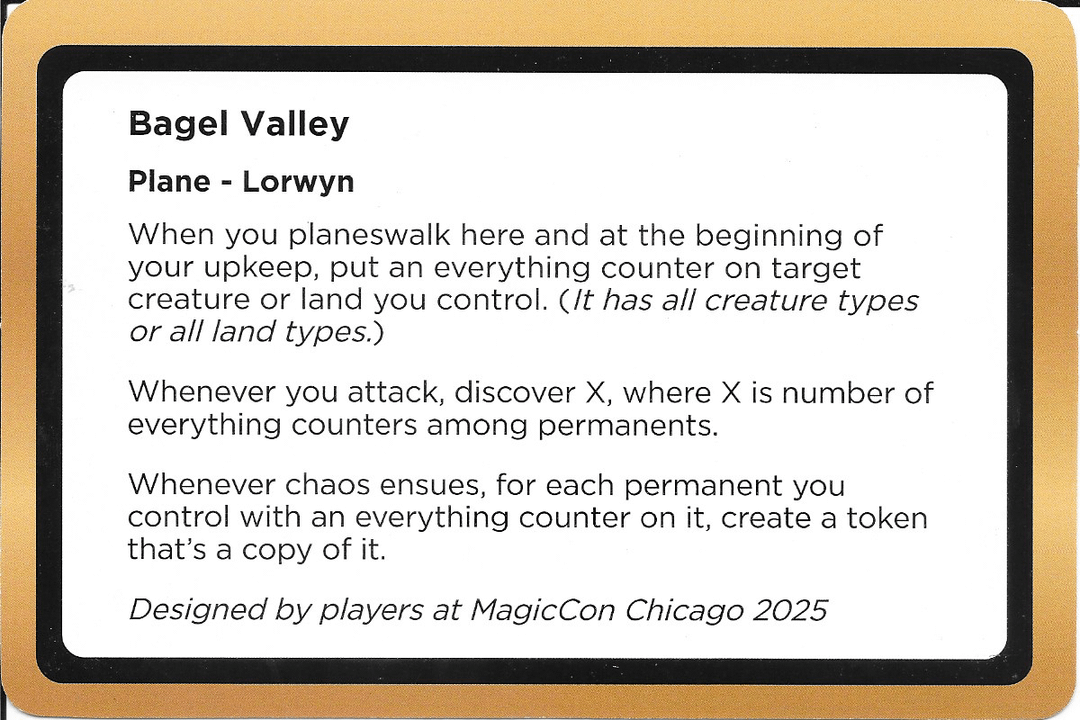 Bagel Valley
Plane - Lorwyn
When you planeswalk here and at the beginning of
your upkeep, put an everything counter on target
creature or land you control. (It has all creature types
or all land types.)
Whenever you attack, discover X, where X is number of
everything counters among permanents.
Whenever chaos ensues, for each permanent you
control with an everything counter on it, create a token
that's a copy of it.
Designed by players at MagicCon Chicago 2025